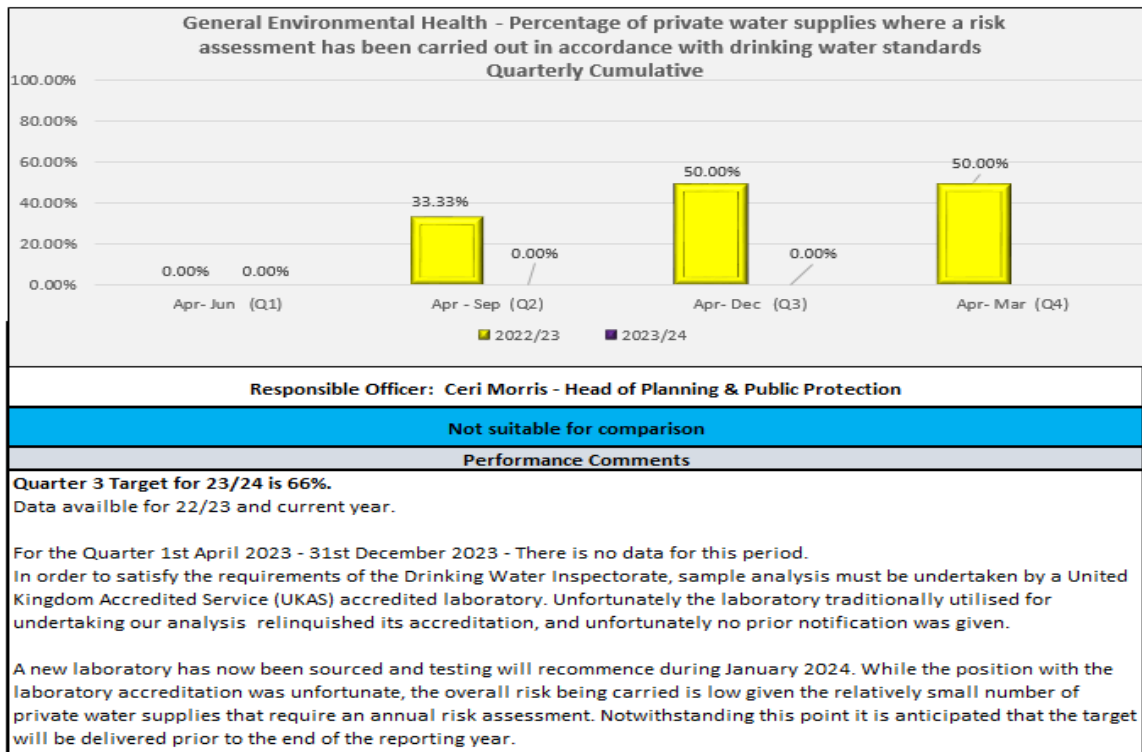 General Environmental Health - Percentage of private water supplies where a risk
assessment has been carried out in accordance with drinking water standards
Quarterly Cumulative
100.00%
80.00%
60.00%
40.00%
20.00%
0.00%
0.00% 0.00%
33.33%
0.00%
50.00%
0.00%
50.00%
Apr- Jun (Q1) Apr - Sep (Q2) Apr- Dec (Q3) Apr- Mar (Q4)
2022/23 2023/24
Responsible Officer: Ceri Morris - Head of Planning & Public Protection
Not suitable for comparison
Performance Comments
Quarter 3 Target for 23/24 is 66%.
Data availble for 22/23 and current year.
For the Quarter 1st April 2023 - 31st December 2023 - There is no data for this period.
In order to satisfy the requirements of the Drinking Water Inspectorate, sample analysis must be undertaken by a United
Kingdom Accredited Service (UKAS) accredited laboratory. Unfortunately the laboratory traditionally utilised for
undertaking our analysis relinquished its accreditation, and unfortunately no prior notification was given.
A new laboratory has now been sourced and testing will recommence during January 2024. While the position with the
laboratory accreditation was unfortunate, the overall risk being carried is low given the relatively small number of
private water supplies that require an annual risk assessment. Notwithstanding this point it is anticipated that the target
will be delivered prior to the end of the reporting year.